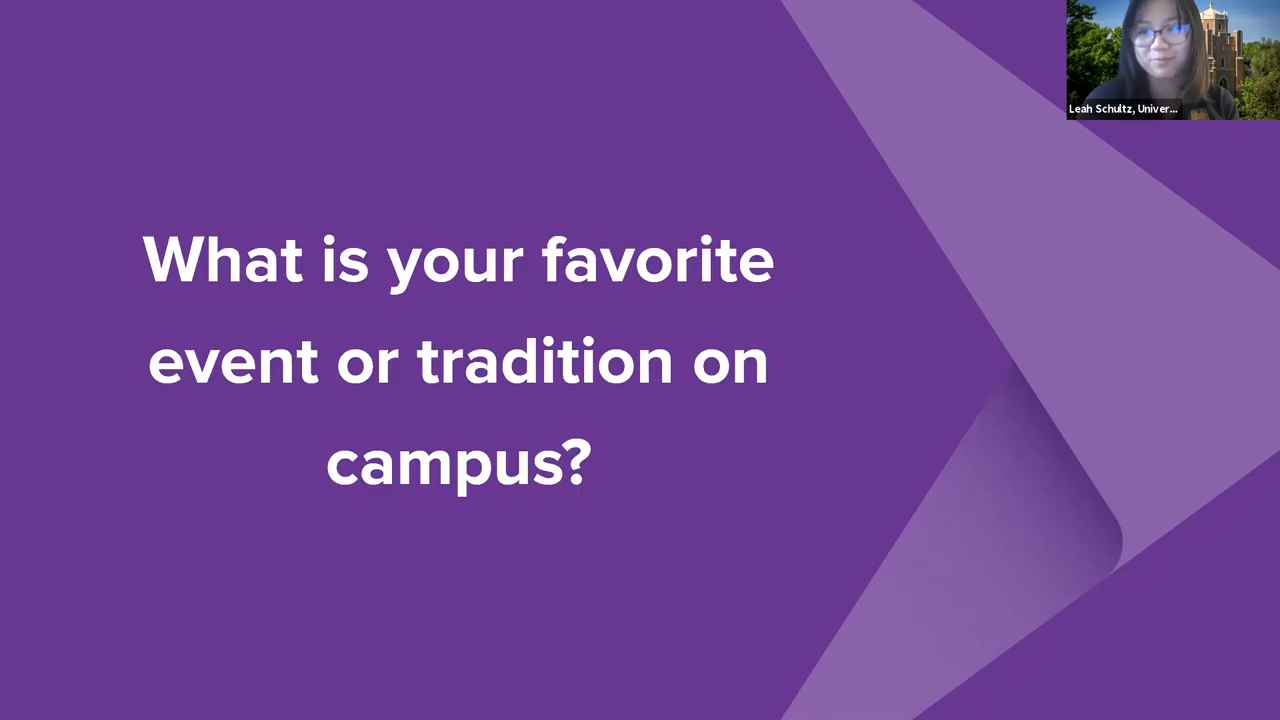 Leah Schultz, Univer...
What is your favorite
event or tradition on
campus?